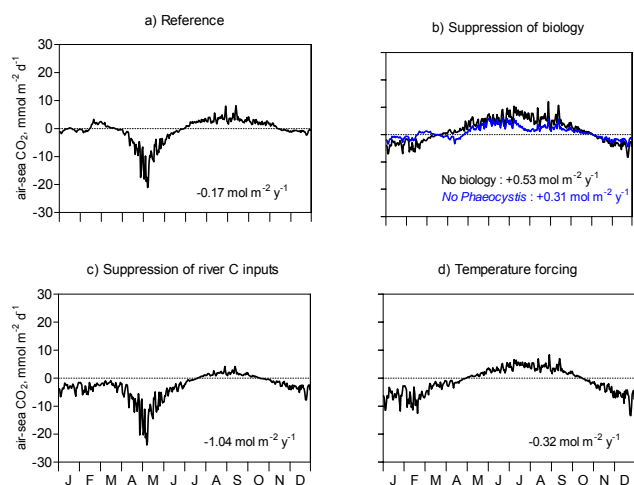 a) Reference
air-sea CO2, mmol m-2 d-1
30
20
10
0
-10
-20
-30
-0.17 mol m-2 y-1
b) Suppression of biology
No biology : +0.53 mol m-2 y-1
No Phaeocystis : +0.31 mol m-2 y-1
c) Suppression of river C inputs
air-sea CO2, mmol m-2 d-1
30
20
10
0
-10
-20
-30
-1.04 mol m-2 y-1
J F M A M J J A S O N D
d) Temperature forcing
-0.32 mol m-2 y-1
J F M A M J J A S O N D